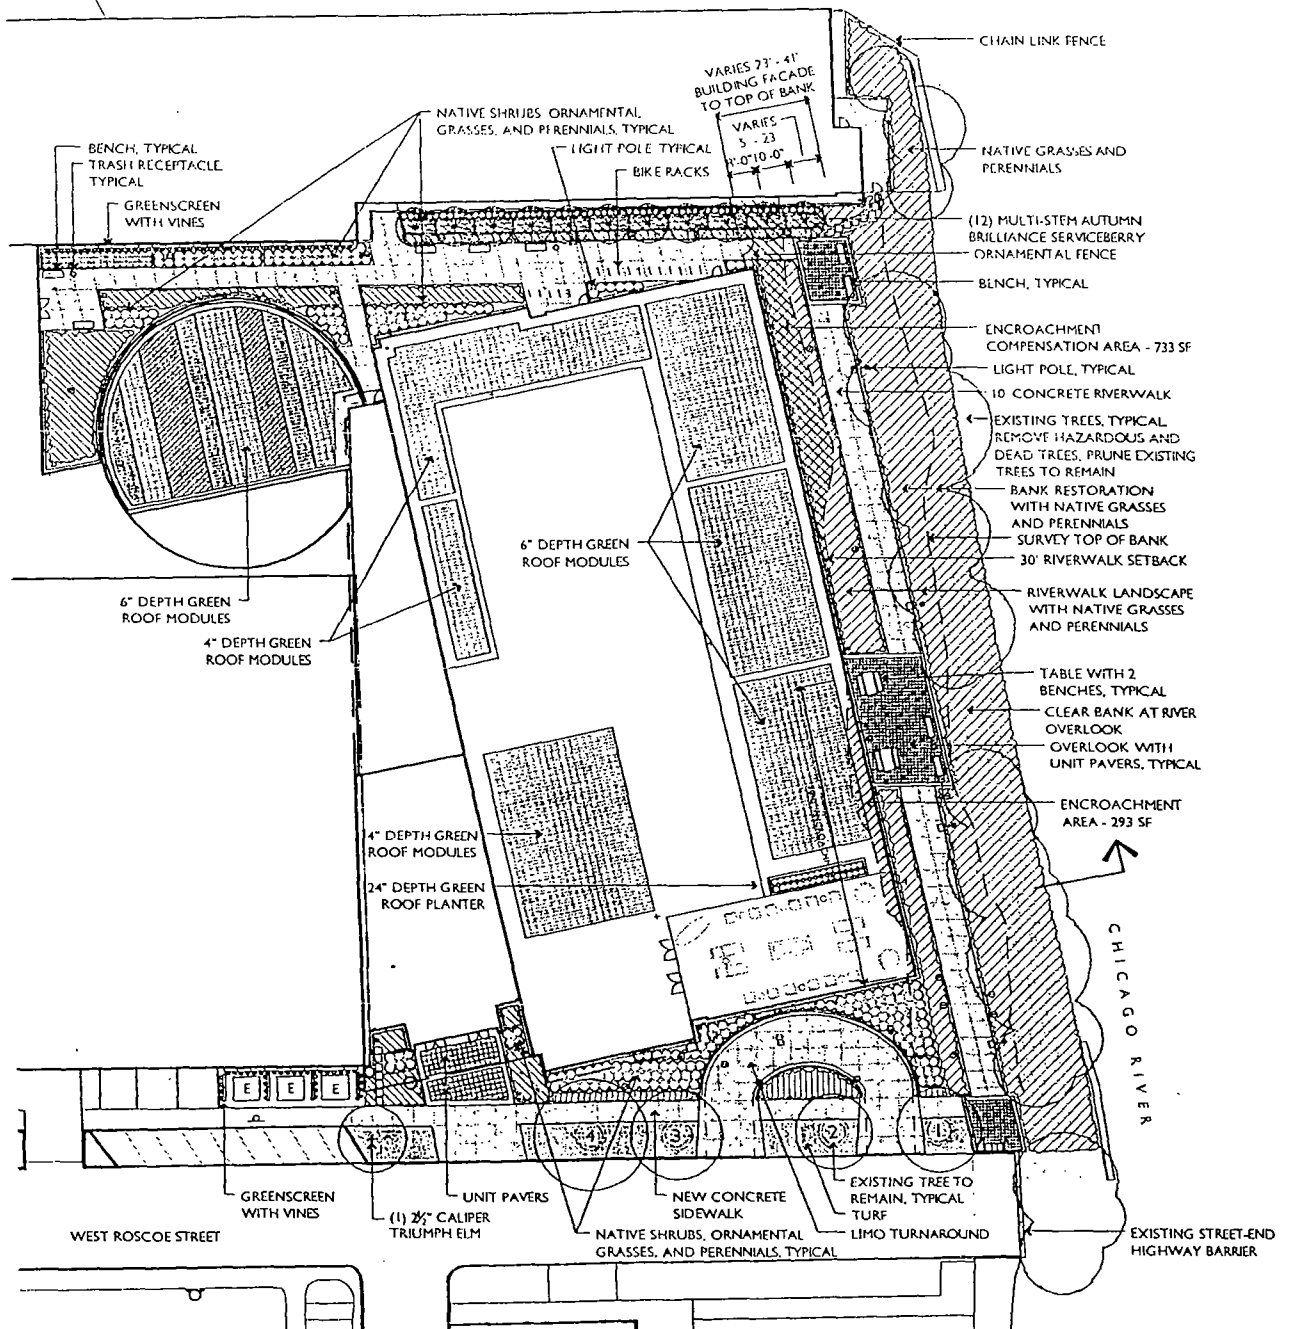 CHAIN LINK FENCE
VARIES 23' - 41'
BUILDING FACADE
TO TOP OF BANK
VARIES
5 - 23
8'-0" 10'-0"
NATIVE SHRUBS, ORNAMENTAL
GRASSES, AND PERENNIALS, TYPICAL
LIGHT POLE TYPICAL
BIKE RACKS
BENCH, TYPICAL
TRASH RECEPTACLE
TYPICAL
GREENSCREEN
WITH VINES
NATIVE GRASSES AND
PERENNIALS
(12) MULTI-STEM AUTUMN
BRILLIANCE SERVICEBERRY
ORNAMENTAL FENCE
BENCH, TYPICAL
ENCROACHMENT
COMPENSATION AREA - 733 SF
LIGHT POLE, TYPICAL
10 CONCRETE RIVERWALK
EXISTING TREES, TYPICAL
REMOVE HAZARDOUS AND
DEAD TREES, PRUNE EXISTING
TREES TO REMAIN
BANK RESTORATION
WITH NATIVE GRASSES
AND PERENNIALS
SURVEY TOP OF BANK
30' RIVERWALK SETBACK
RIVERWALK LANDSCAPE
WITH NATIVE GRASSES
AND PERENNIALS
6" DEPTH GREEN
ROOF MODULES
6" DEPTH GREEN
ROOF MODULES
4" DEPTH GREEN
ROOF MODULES
TABLE WITH 2
BENCHES, TYPICAL
CLEAR BANK AT RIVER
OVERLOOK
OVERLOOK WITH
UNIT PAVERS, TYPICAL
ENCROACHMENT
AREA - 293 SF
4" DEPTH GREEN
ROOF MODULES
24" DEPTH GREEN
ROOF PLANTER
CHICAGO RIVER
B
E E E
4 3 2 1
GREENSCREEN
WITH VINES
UNIT PAVERS
(1) 2½" CALIPER
TRIUMPH ELM
NEW CONCRETE
SIDEWALK
NATIVE SHRUBS, ORNAMENTAL
GRASSES, AND PERENNIALS, TYPICAL
EXISTING TREE TO
REMAIN, TYPICAL
TURF
LIMO TURNAROUND
WEST ROSCOE STREET
EXISTING STREET-END
HIGHWAY BARRIER